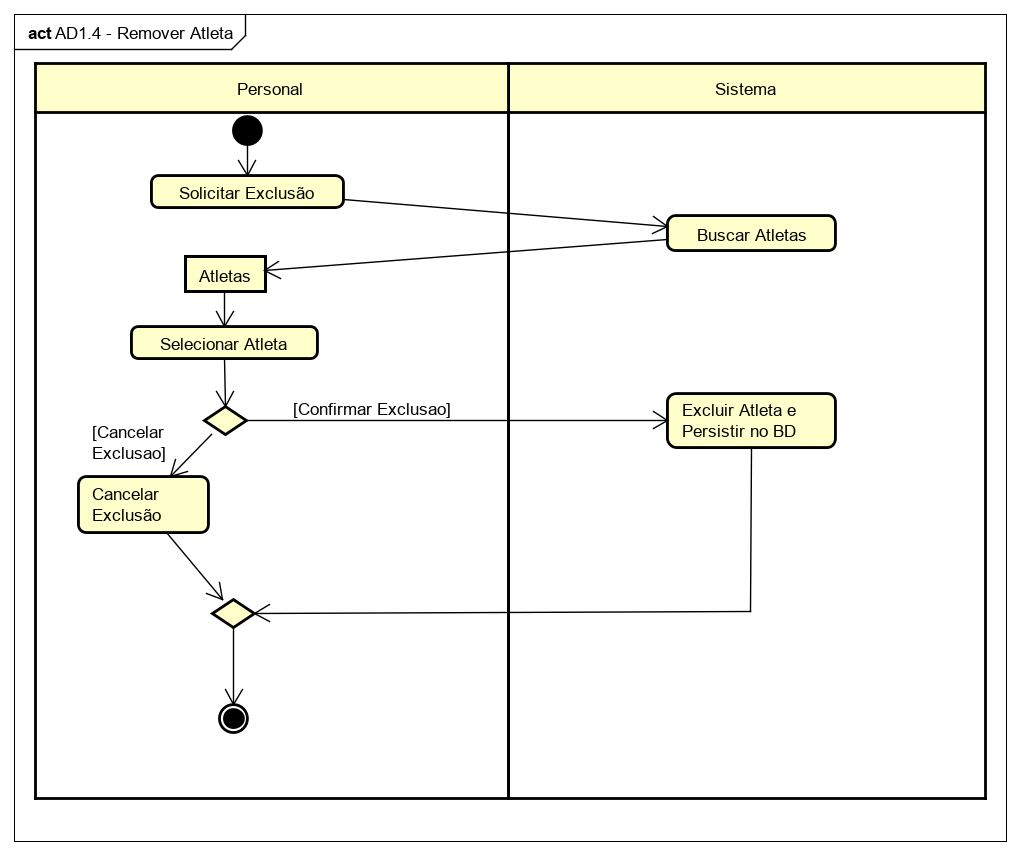 act AD1.4 - Remover Atleta
Personal
Sistema
Solicitar Exclusão
Buscar Atletas
Atletas
Selecionar Atleta
[Confirmar Exclusao]
Excluir Atleta e
Persistir no BD
[Cancelar
Exclusao]
Cancelar
Exclusão